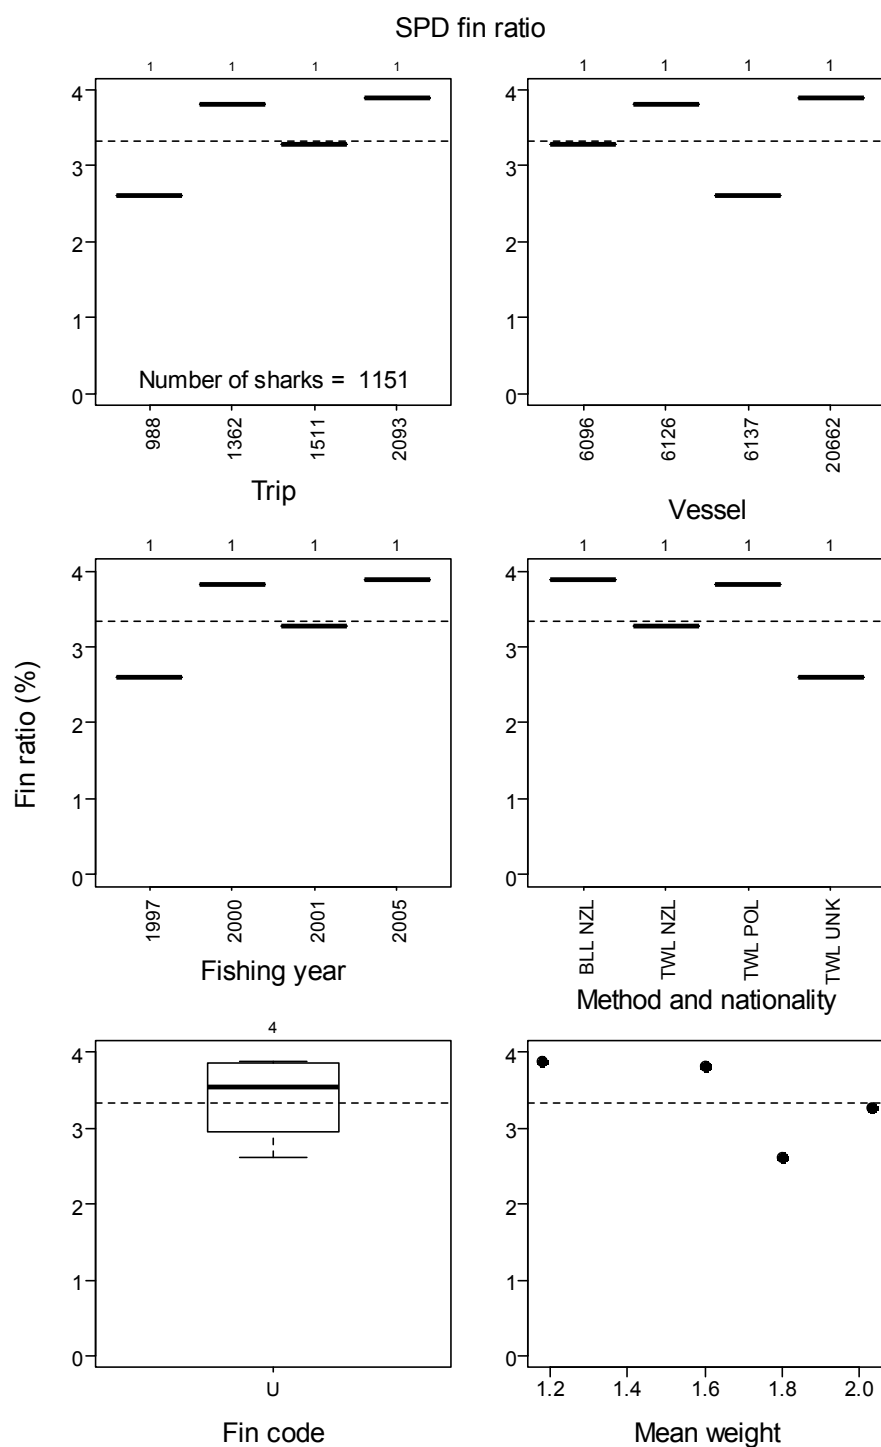 SPD fin ratio
1 1 1 1
4
3
2
1
0
Number of sharks = 1151
988 1362 1511 2093
Trip
1 1 1 1
4
3
2
1
0
6096 6126 6137 20662
Vessel
Fin ratio (%)
1 1 1 1
4
3
2
1
0
1997 2000 2001 2005
Fishing year
1 1 1 1
4
3
2
1
0
BLL NZL TWL NZL TWL POL TWL UNK
Method and nationality
4
4
3
2
1
0
U
Fin code
4
3
2
1
0
1.2 1.4 1.6 1.8 2.0
Mean weight